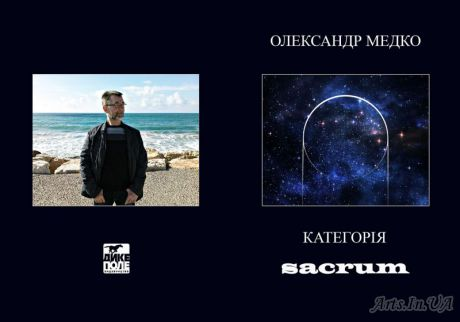 ОЛЕКСАНДР МЕДКО
КАТЕГОРІЯ
sacrum
ДИКЕ
ПОЛЕ
Arts.In.UA